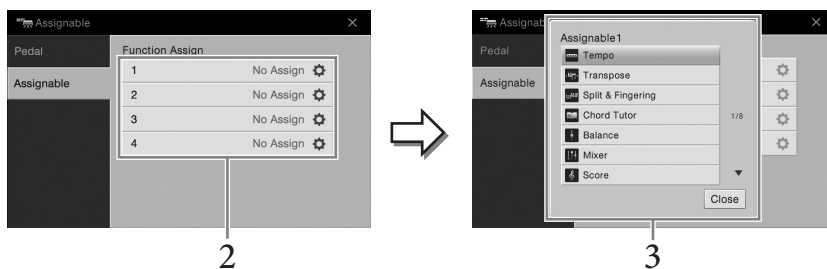 Assignable
Pedal
Assignable
Function Assign
1 No Assign
2 No Assign
3 No Assign
4 No Assign
2
Assignab
Pedal
Assignable
Assignable1
Tempo
Transpose
Split & Fingering
Chord Tutor
Balance
Mixer
Score
1/8
Close
3